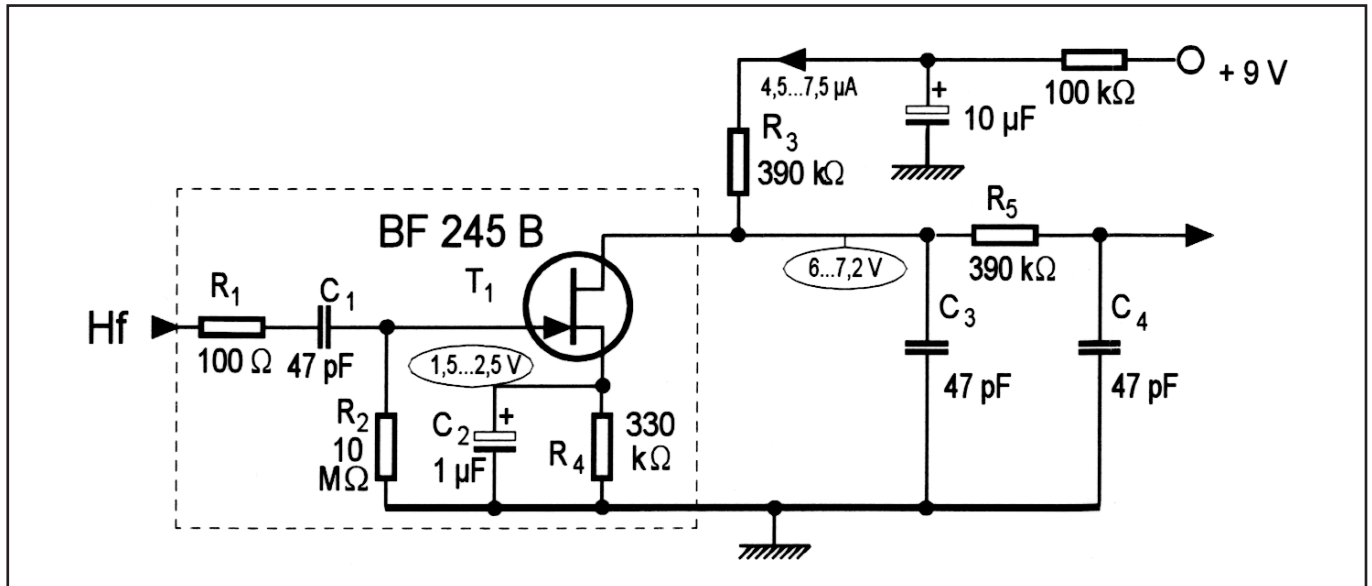 + 9 V
100 kΩ
4,5...7,5 µA
+
10 µF
R3
390 kΩ
BF 245 B
T1
R5
390 kΩ
6...7,2 V
R1
C1
Hf
100 Ω
47 pF
1,5...2,5 V
C3
47 pF
C4
47 pF
R2
10
MΩ
C2
+
1 µF
R4
330
kΩ